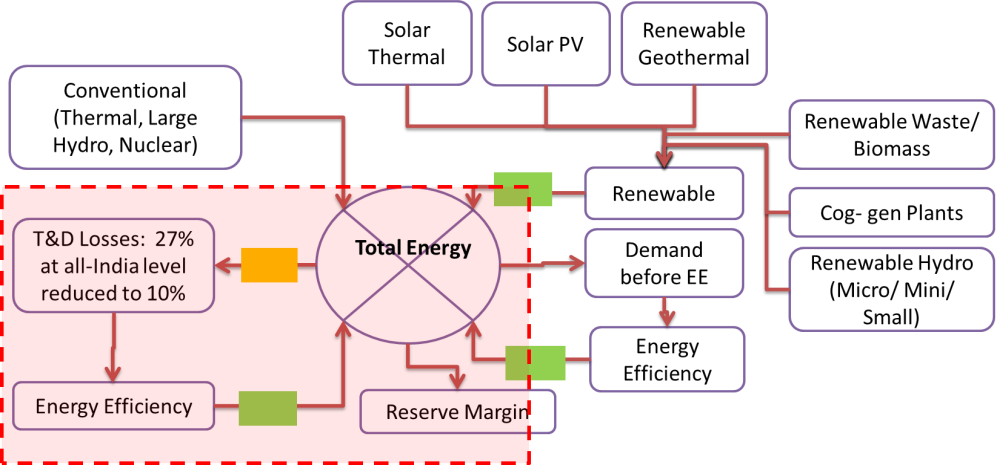 Solar
Thermal
Solar PV
Renewable
Geothermal
Conventional
(Thermal, Large
Hydro, Nuclear)
Renewable Waste/
Biomass
Renewable
Cog- gen Plants
T&D Losses: 27%
at all-India level
reduced to 10%
Total Energy
Demand
before EE
Renewable Hydro
(Micro/ Mini/
Small)
Energy
Efficiency
Energy Efficiency
Reserve Margin